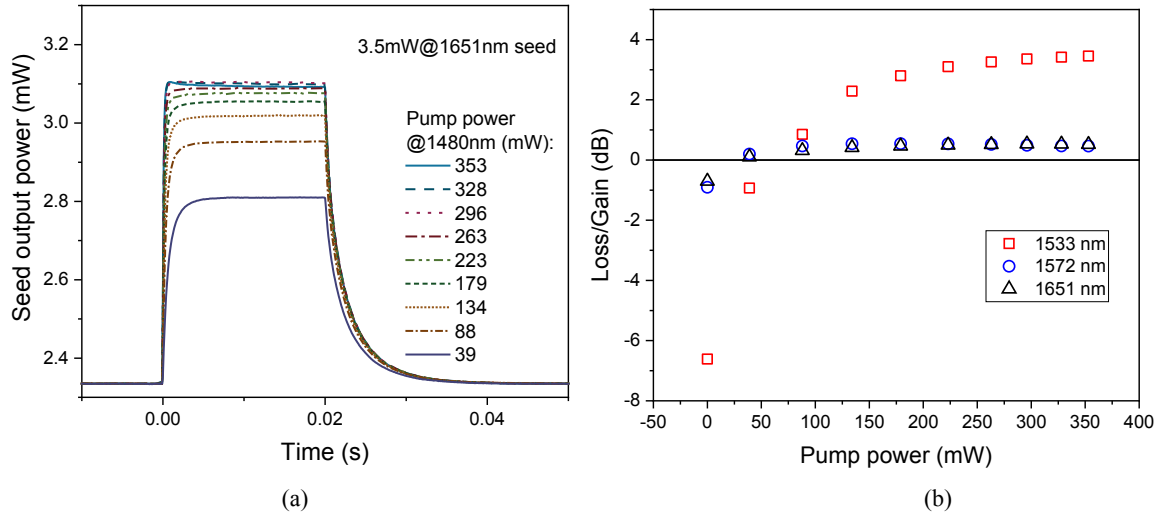 3.5mW@1651nm seed
Pump power
@1480nm (mW):
353
328
296
263
223
179
134
88
39
Seed output power (mW)
3.2
3.0
2.8
2.6
2.4
0.00
0.02
0.04
Time (s)
(a)
Loss/Gain (dB)
4
2
0
-2
-4
-6
-8
1533 nm
1572 nm
1651 nm
-50 0 50 100 150 200 250 300 350 400
Pump power (mW)
(b)